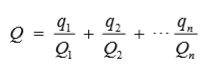 Q = q₁/Q₁ + q₂/Q₂ + ⋯ qₙ/Qₙ